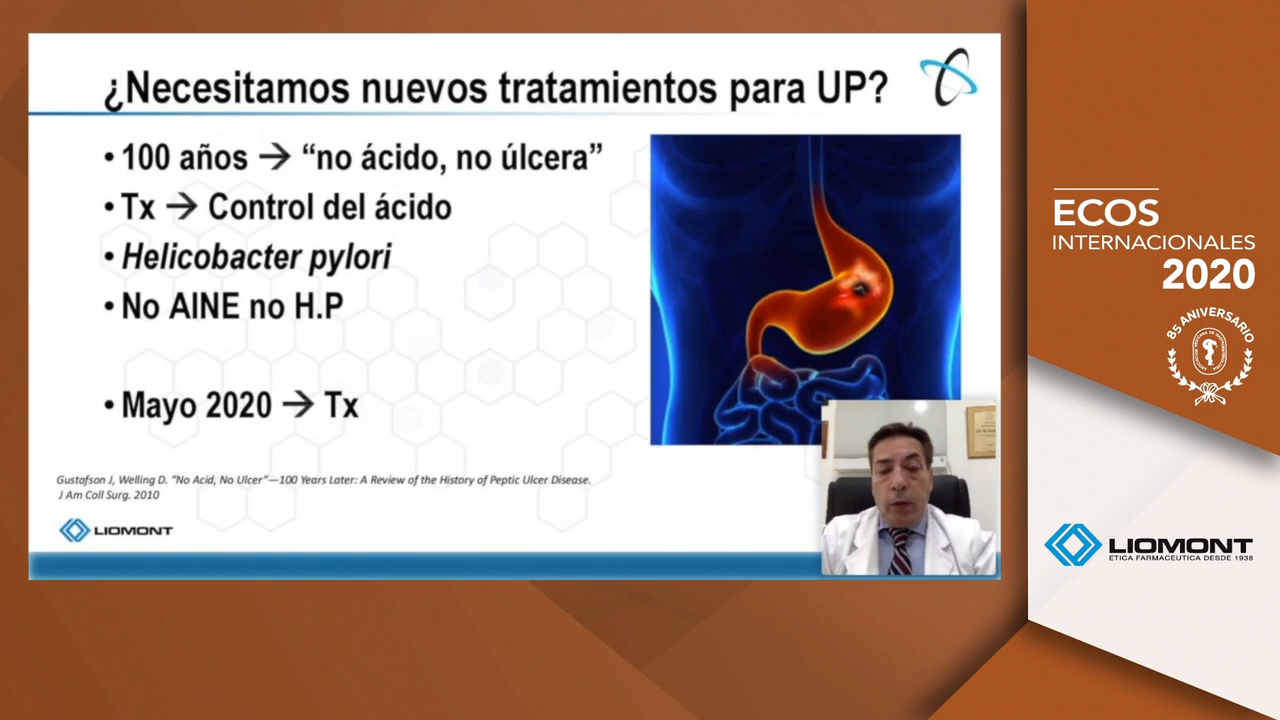 ¿Necesitamos nuevos tratamientos para UP?
• 100 años → “no ácido, no úlcera”
• Tx → Control del ácido
• Helicobacter pylori
• No AINE no H.P
• Mayo 2020 → Tx
Gustafson J, Welling D. “No Acid, No Ulcer”—100 Years Later: A Review of the History of Peptic Ulcer Disease.
J Am Coll Surg. 2010
LIOMONT
ECOS
INTERNACIONALES
2020
85 ANIVERSARIO
LIOMONT
ETICA FARMACEUTICA DESDE 1938